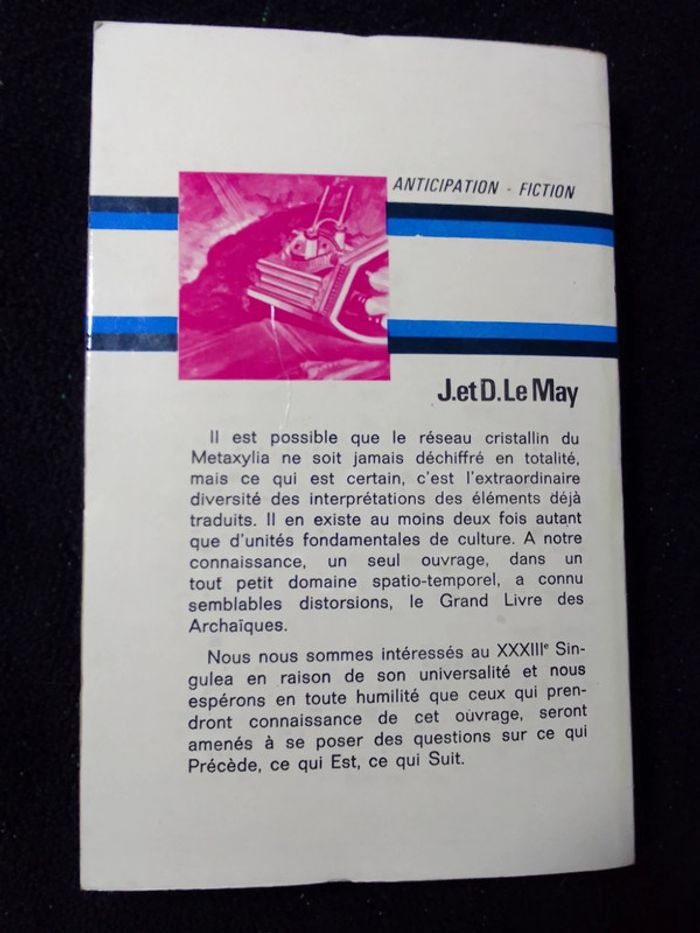 ANTICIPATION - FICTION
J.et D. Le May
Il est possible que le réseau cristallin du
Metaxylia ne soit jamais déchiffré en totalité,
mais ce qui est certain, c'est l'extraordinaire
diversité des interprétations des éléments déjà
traduits. Il en existe au moins deux fois autant
que d'unités fondamentales de culture. A notre
connaissance, un seul ouvrage, dans un
tout petit domaine spatio-temporel, a connu
semblables distorsions, le Grand Livre des
Archaïques.
Nous nous sommes intéressés au XXXIIIᵉ Sin-
gulea en raison de son universalité et nous
espérons en toute humilité que ceux qui pren-
dront connaissance de cet ouvrage, seront
amenés à se poser des questions sur ce qui
Précède, ce qui Est, ce qui Suit.